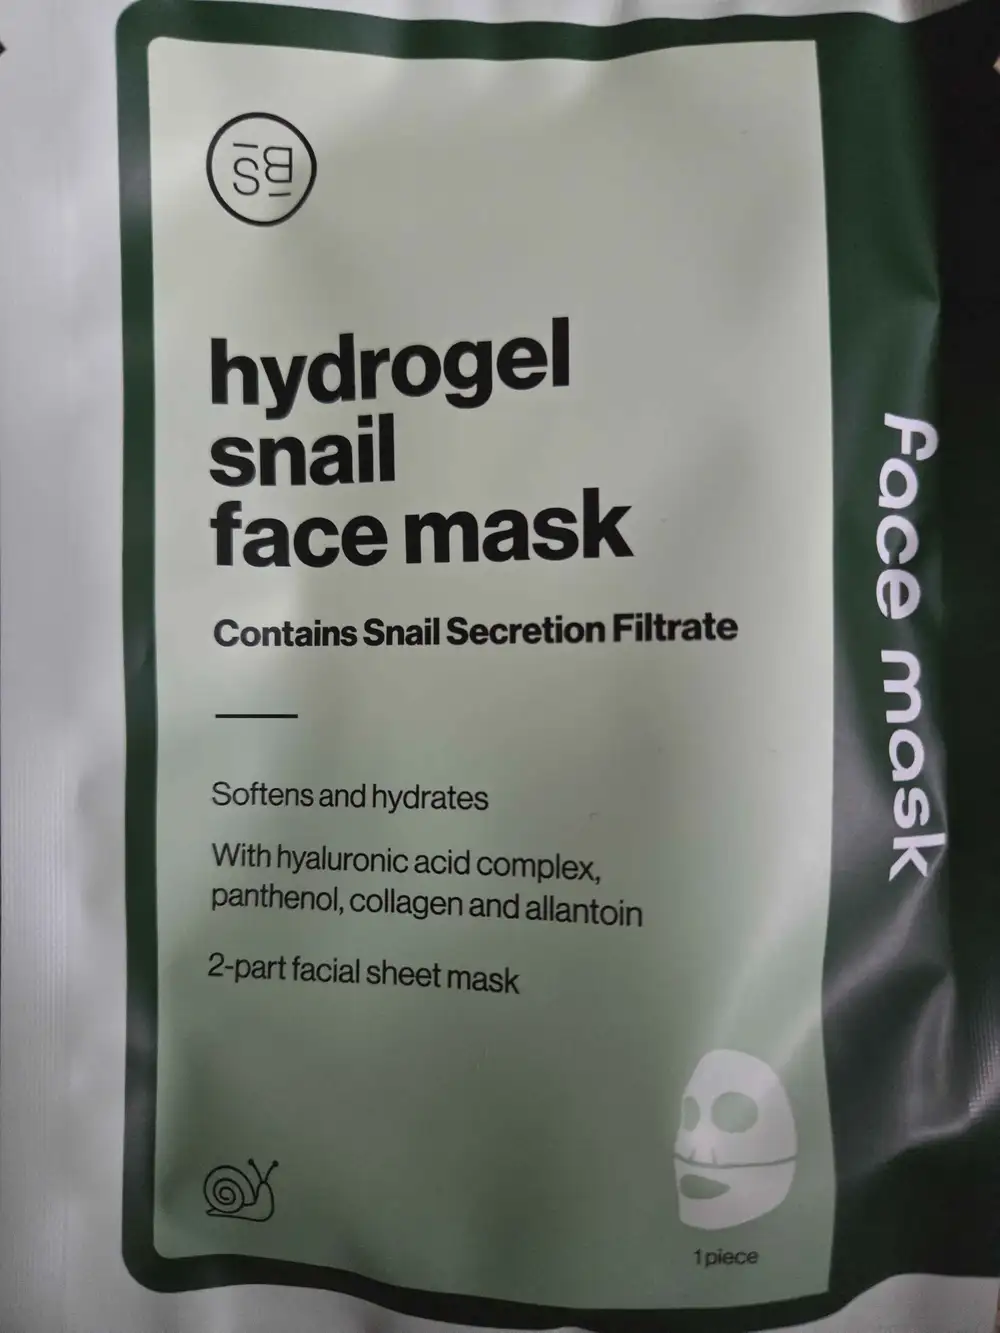 SB
hydrogel
snail
face mask
Contains Snail Secretion Filtrate
Softens and hydrates
With hyaluronic acid complex,
panthenol, collagen and allantoin
2-part facial sheet mask
1 piece
face mask